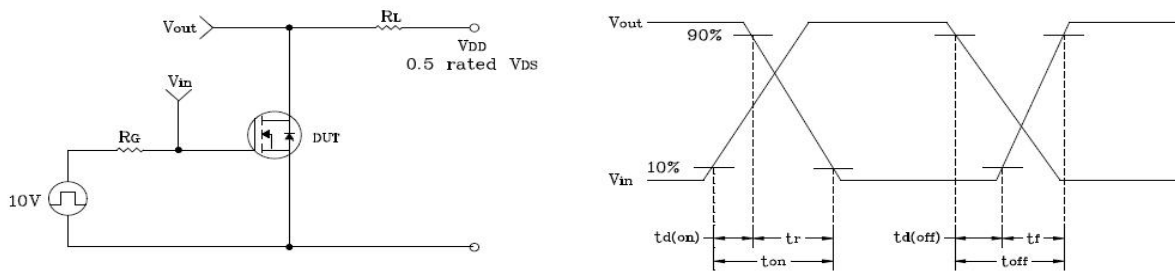 Vout
RL
VDD
0.5 rated VDS
Vin
RG
DUT
10V
Vout
90%
10%
Vin
td(on)
tr
td(off)
tf
ton
toff